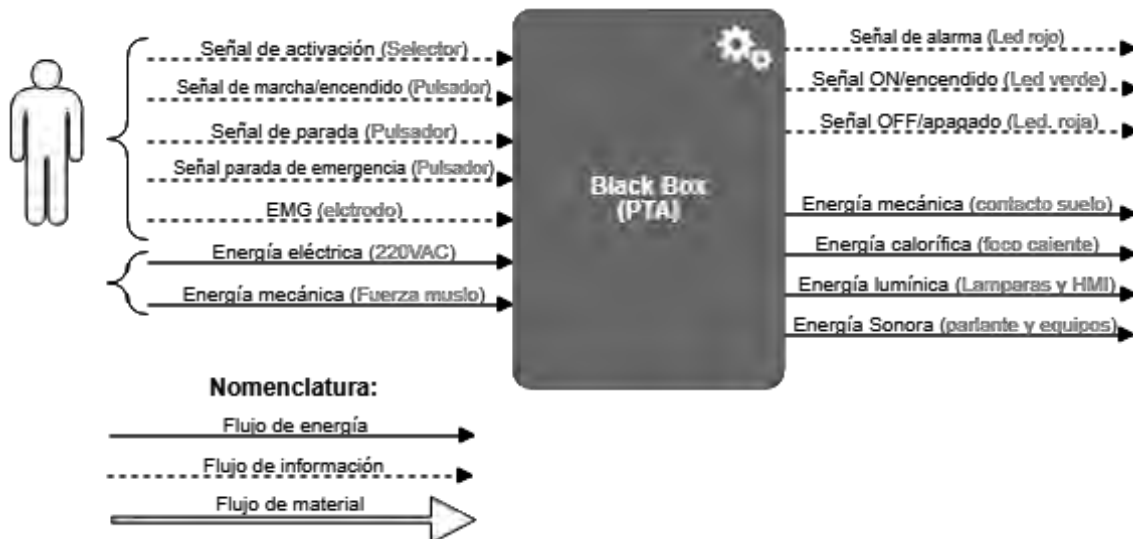 Señal de activación (Selector)
Señal de marcha/encendido (Pulsador)
Señal de parada (Pulsador)
Señal parada de emergencia (Pulsador)
EMG (elctrodo)
Energía eléctrica (220VAC)
Energía mecánica (Fuerza muslo)
Black Box
(PTA)
Señal de alarma (Led rojo)
Señal ON/encendido (Led verde)
Señal OFF/apagado (Led. roja)
Energía mecánica (contacto suelo)
Energía calorífica (foco caiente)
Energía lumínica (Lamparas y HMI)
Energía Sonora (parlante y equipos)
Nomenclatura:
Flujo de energía
Flujo de información
Flujo de material